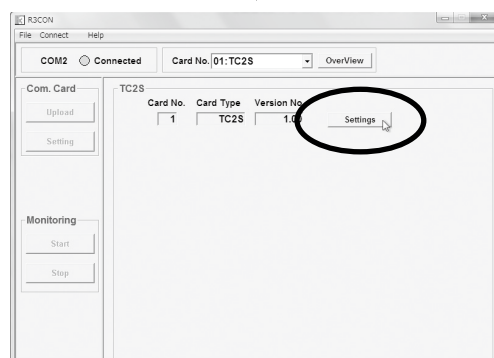 R3CON
File Connect Help
COM2 Connected Card No. 01:TC2S OverView
Com. Card
Upload
Setting
Monitoring
Start
Stop
TC2S
Card No. Card Type Version No.
1 TC2S 1.00 Settings